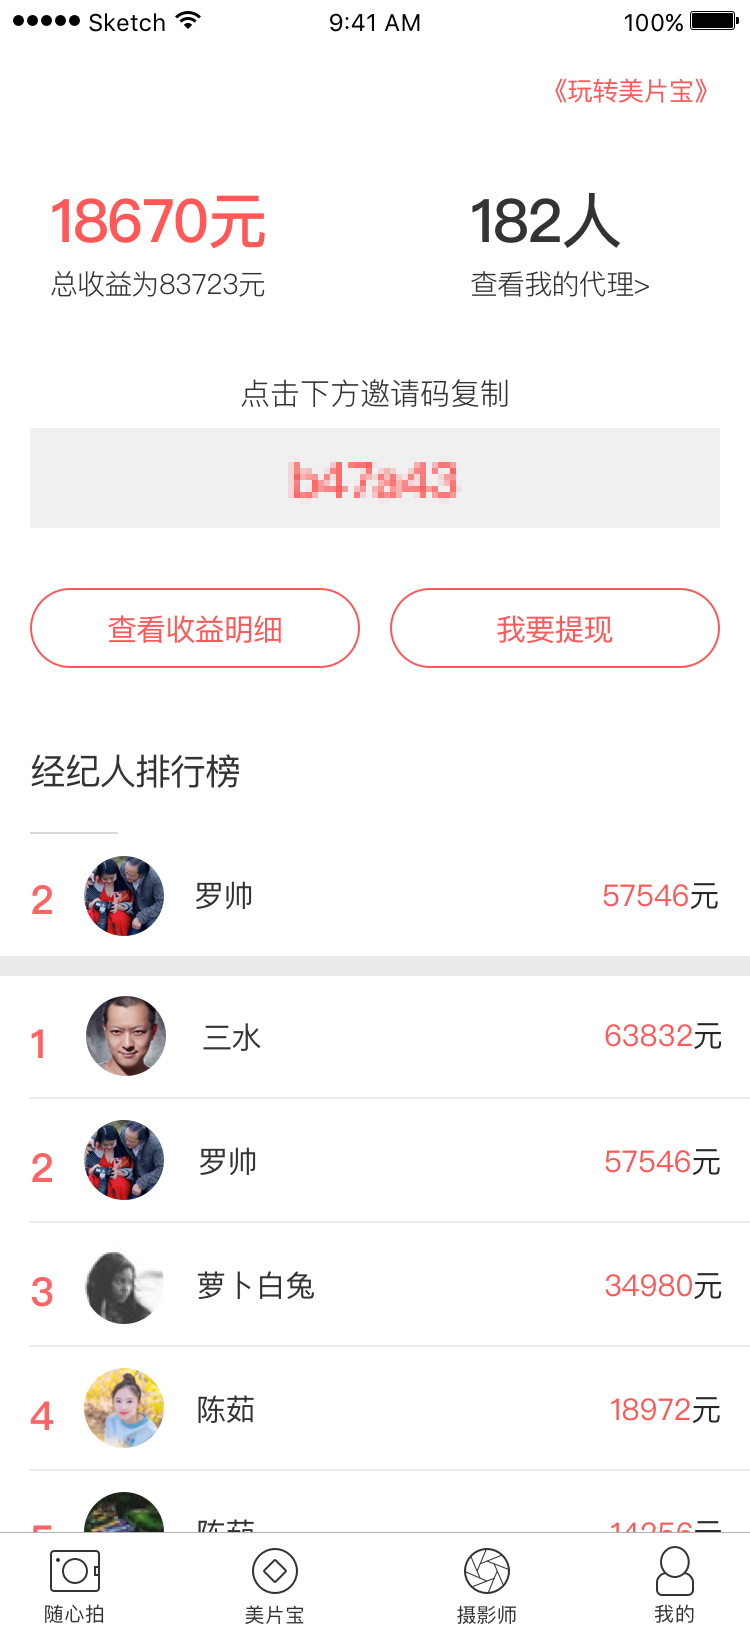 Sketch 9:41 AM 100%
《玩转美片宝》
18670元 182人
总收益为83723元 查看我的代理>
点击下方邀请码复制
b47a43
查看收益明细 我要提现
经纪人排行榜
2 罗帅 57546元
1 三水 63832元
2 罗帅 57546元
3 萝卜白兔 34980元
4 陈茹 18972元
随心拍 美片宝 摄影师 我的